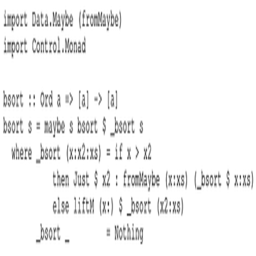 import Data.Maybe (fromMaybe)
import Control.Monad
bsort :: Ord a => [a] -> [a]
bsort s = maybe s bsort $ _bsort s
where _bsort (x:x2:xs) = if x > x2
then Just $ x2 : fromMaybe (x:xs) (_bsort $ x:xs)
else liftM (x:) $ _bsort (x2:xs)
_bsort _ = Nothing